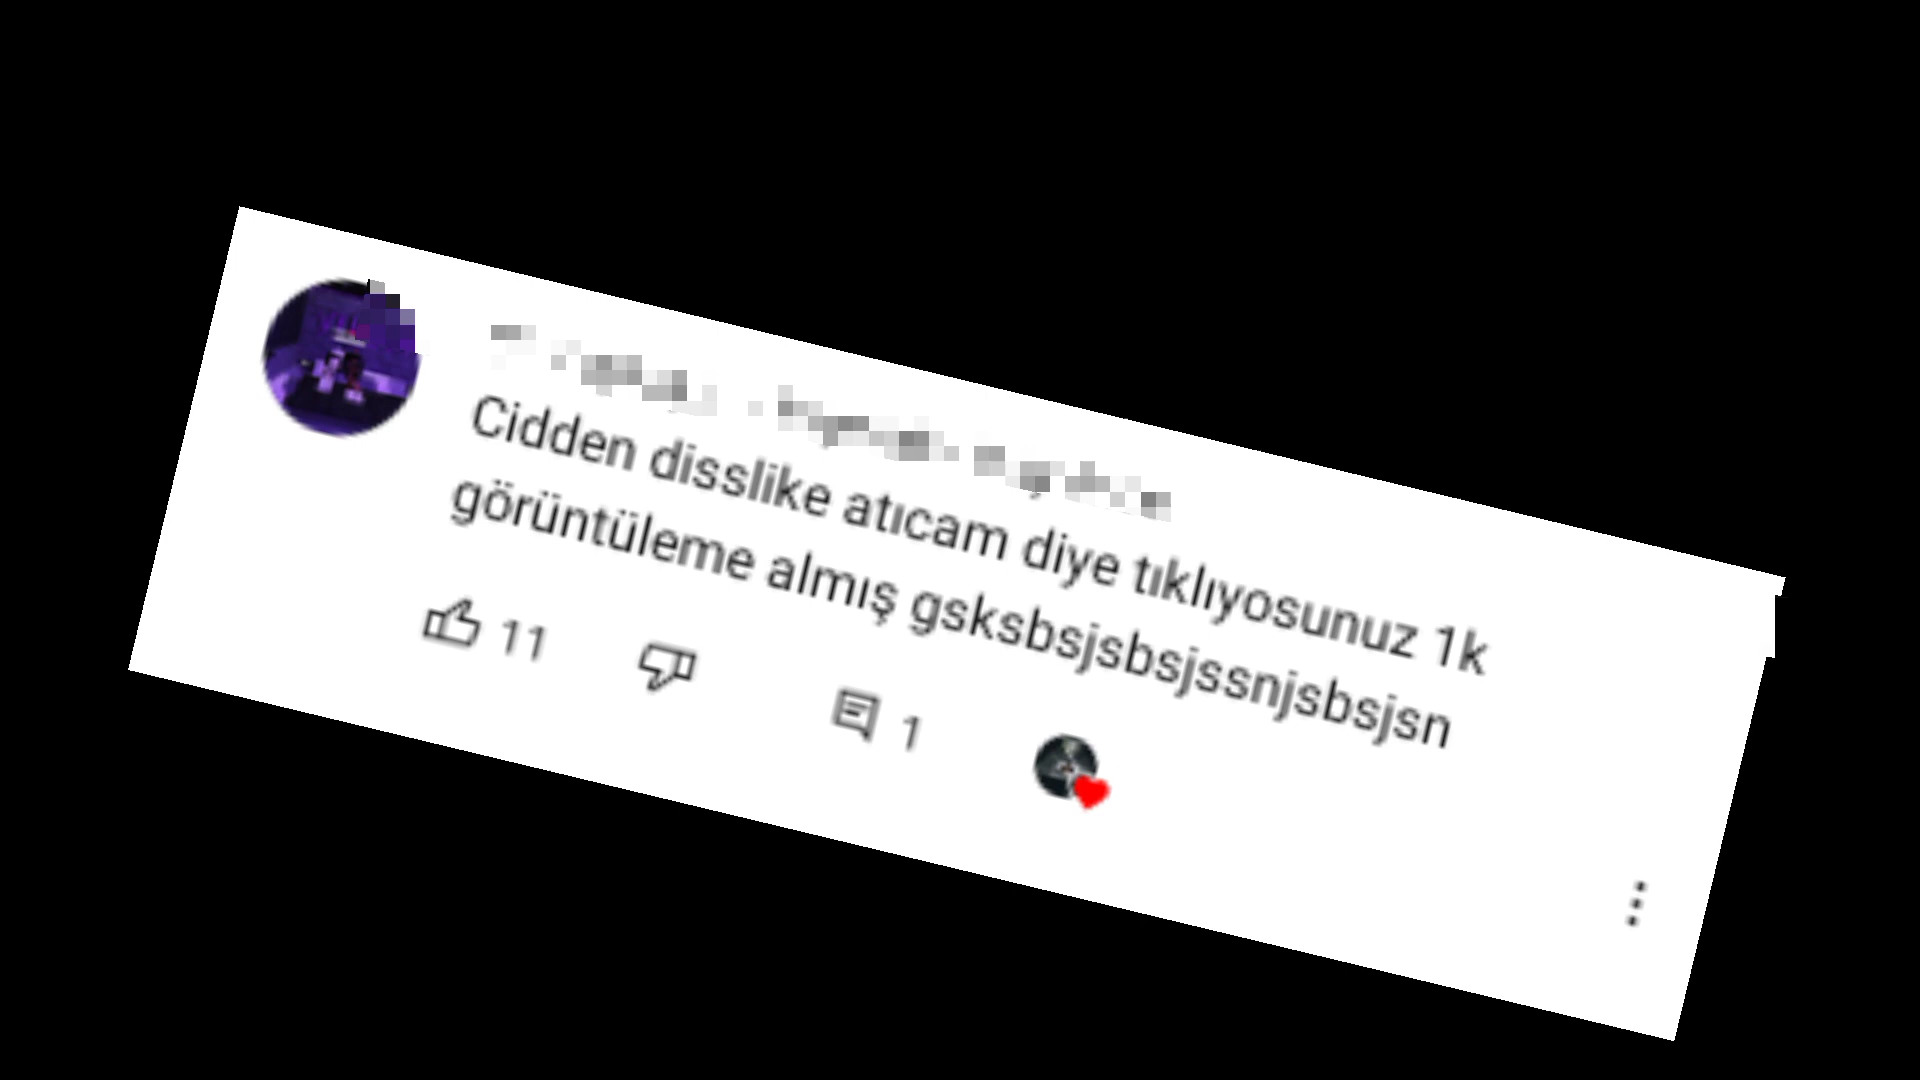 Cidden disslike atıcam diye tıklıyosunuz 1k
görüntüleme almış gsksbsjsbsjssnjsbsjsn
11
1